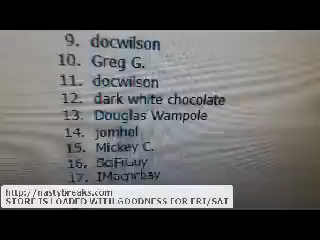 9. docwilson
10. Greg G.
11. docwilson
12. dark white chocolate
13. Douglas Wampole
14. jomhel
15. Mickey C.
16. SciFiGuy
17.
http://nastybreaks.com
STORE IS LOADED WITH GOODNESS FOR FRI/SAT